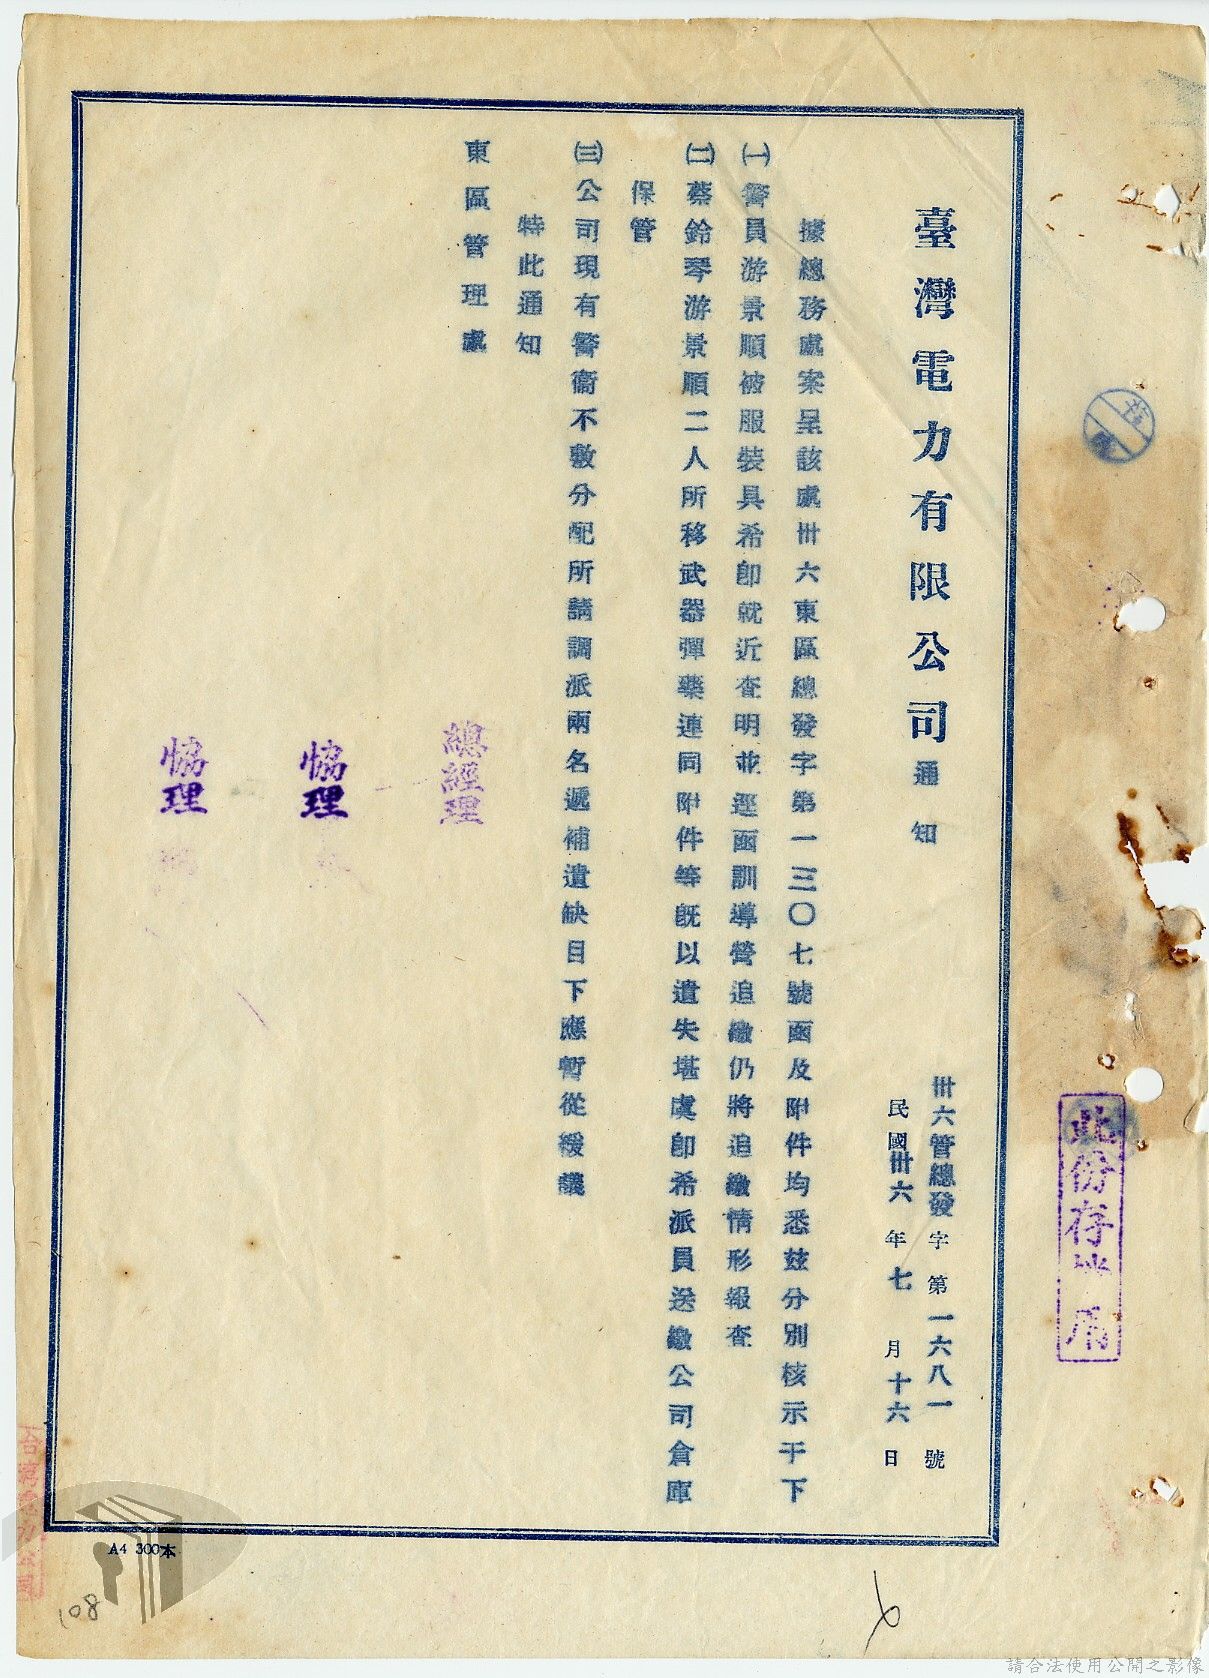 臺灣電力有限公司通知
卅六管總發字第一六八一號
民國卅六年七月十六日
據總務處案呈該處卅六東區總發字第一三〇七號函及附件均悉茲分別核示于下
㈠警員游景順被服裝具希卽就近查明並逕函訓導營追繳仍將追繳情形報查
㈡蔡鈴琴游景順二人所移武器彈藥連同附件等旣以遺失堪虞卽希派員送繳公司倉庫
保管
㈢公司現有警衞不敷分配所請調派兩名遞補遺缺目下應暫從緩議
特此通知
東區管理處
總經理
協理
協理
此份存
A4 300本
108
請合法使用公開之影像